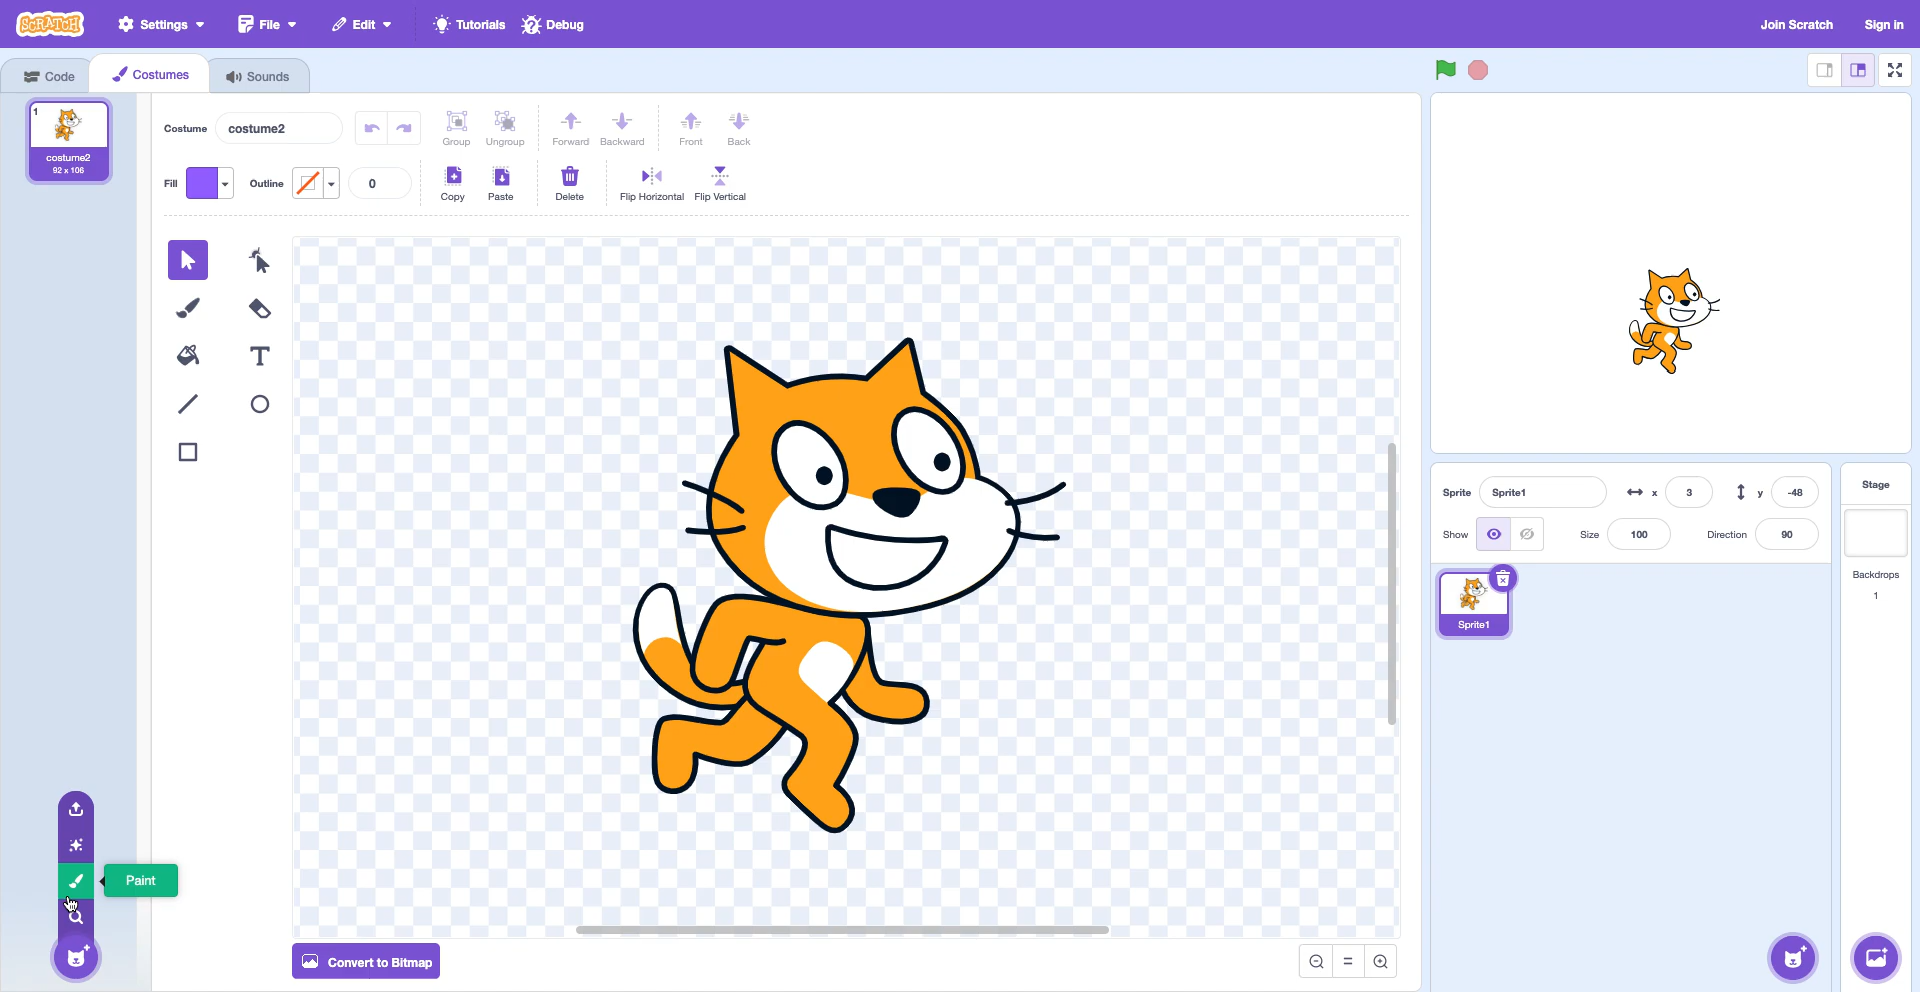 SCRATCH Settings File Edit Tutorials Debug Join Scratch Sign in
Code Costumes Sounds
1
costume2
92 x 106
Costume costume2
Group Ungroup Forward Backward Front Back
Fill Outline 0
Copy Paste Delete Flip Horizontal Flip Vertical
Paint
Convert to Bitmap
Sprite Sprite1 x 3 y -48
Show Size 100 Direction 90
Sprite1
Stage
Backdrops
1